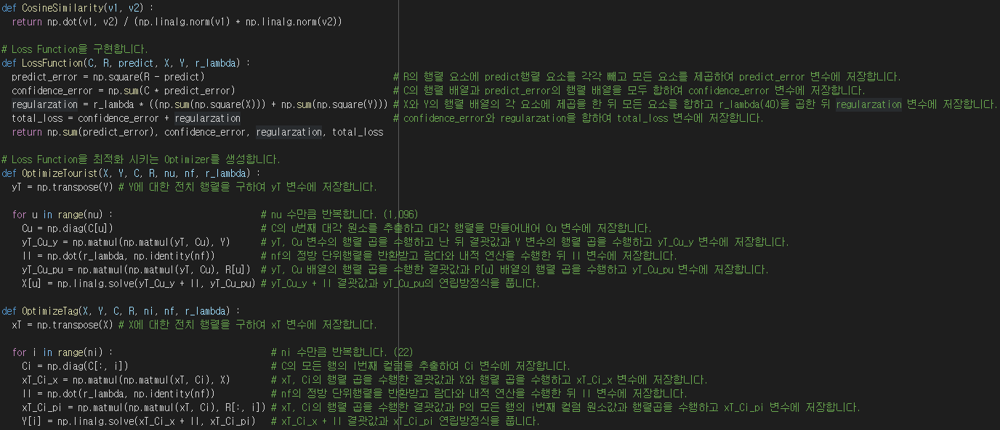 def CosineSimilarity(v1, v2) :
  return np.dot(v1, v2) / (np.linalg.norm(v1) * np.linalg.norm(v2))

# Loss Function을 구현합니다.
def LossFunction(C, R, predict, X, Y, r_lambda) :
  predict_error = np.square(R - predict) # R의 행렬 요소에 predict행렬 요소를 각각 빼고 모든 요소를 제곱하여 predict_error 변수에 저장합니다.
  confidence_error = np.sum(C * predict_error) # C의 행렬 배열과 predict_error의 행렬 배열을 모두 합하여 confidence_error 변수에 저장합니다.
  regularzation = r_lambda * ((np.sum(np.square(X))) + np.sum(np.square(Y))) # X와 Y의 행렬 배열의 각 요소에 제곱을 한 뒤 모든 요소를 합하고 r_lambda(40)을 곱한 뒤 regularzation 변수에 저장합니다.
  total_loss = confidence_error + regularzation # confidence_error와 regularzation을 합하여 total_loss 변수에 저장합니다.
  return np.sum(predict_error), confidence_error, regularzation, total_loss

# Loss Function을 최적화 시키는 Optimizer를 생성합니다.
def OptimizeTourist(X, Y, C, R, nu, nf, r_lambda) :
  yT = np.transpose(Y) # Y에 대한 전치 행렬을 구하여 yT 변수에 저장합니다.

  for u in range(nu) : # nu 수만큼 반복합니다. (1,096)
    Cu = np.diag(C[u]) # C의 u번째 대각 원소를 추출하고 대각 행렬을 만들어내어 Cu 변수에 저장합니다.
    yT_Cu_y = np.matmul(np.matmul(yT, Cu), Y) # yT, Cu 변수의 행렬 곱을 수행하고 난 뒤 결괏값과 Y 변수의 행렬 곱을 수행하고 yT_Cu_y 변수에 저장합니다.
    lI = np.dot(r_lambda, np.identity(nf)) # nf의 정방 단위행렬을 반환받고 람다와 내적 연산을 수행한 뒤 lI 변수에 저장합니다.
    yT_Cu_pu = np.matmul(np.matmul(yT, Cu), R[u]) # yT, Cu 배열의 행렬 곱을 수행한 결괏값과 P[u] 배열의 행렬 곱을 수행하고 yT_Cu_pu 변수에 저장합니다.
    X[u] = np.linalg.solve(yT_Cu_y + lI, yT_Cu_pu) # yT_Cu_y + lI 결괏값과 yT_Cu_pu의 연립방정식을 풉니다.

def OptimizeTag(X, Y, C, R, ni, nf, r_lambda) :
  xT = np.transpose(X) # X에 대한 전치 행렬을 구하여 xT 변수에 저장합니다.

  for i in range(ni) : # ni 수만큼 반복합니다. (22)
    Ci = np.diag(C[:, i]) # C의 모든 행의 I번째 컬럼을 추출하여 Ci 변수에 저장합니다.
    xT_Ci_x = np.matmul(np.matmul(xT, Ci), X) # xT, Ci의 행렬 곱을 수행한 결괏값과 X와 행렬 곱을 수행하고 xT_Ci_x 변수에 저장합니다.
    lI = np.dot(r_lambda, np.identity(nf)) # nf의 정방 단위행렬을 반환받고 람다와 내적 연산을 수행한 뒤 lI 변수에 저장합니다.
    xT_Ci_pi = np.matmul(np.matmul(xT, Ci), R[:, i]) # xT, Ci의 행렬 곱을 수행한 결괏값과 P의 모든 행의 i번째 컬럼 원소값과 행렬곱을 수행하고 xT_Ci_pi 변수에 저장합니다.
    Y[i] = np.linalg.solve(xT_Ci_x + lI, xT_Ci_pi) # xT_Ci_x + lI 결괏값과 xT_Ci_pi 연립방정식을 풉니다.